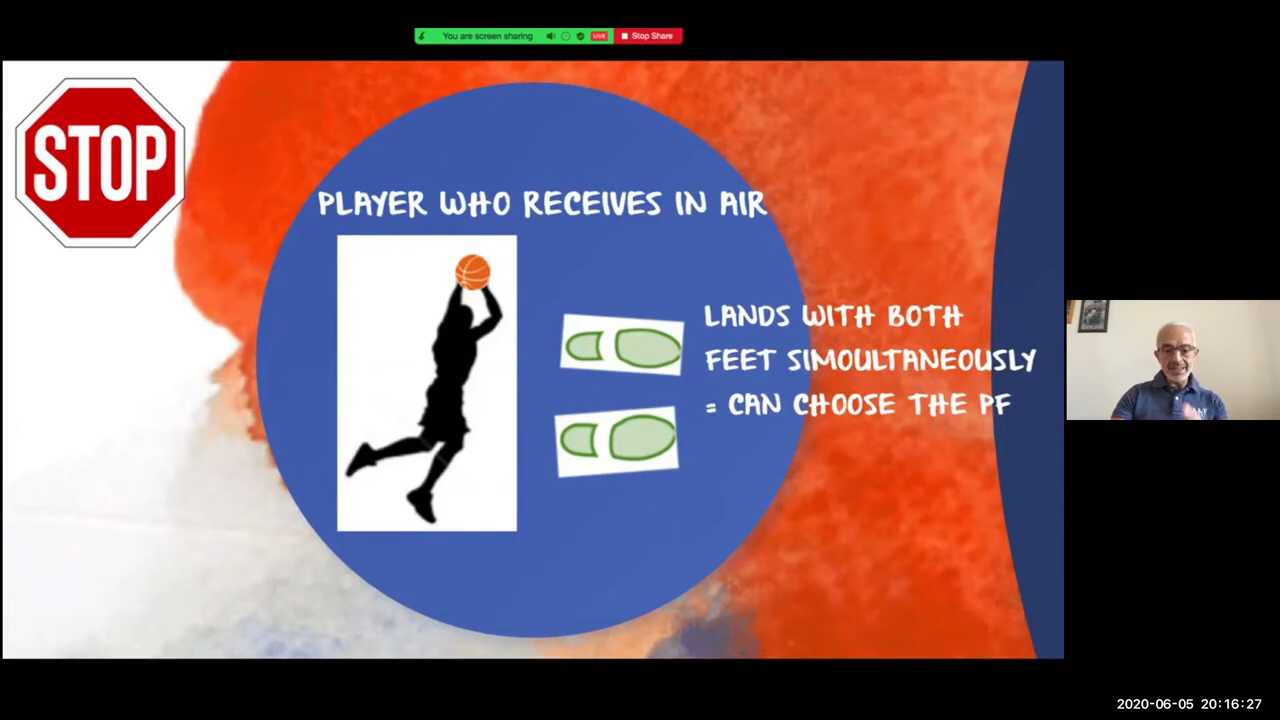 You are screen sharing
LIVE
Stop Share
STOP
PLAYER WHO RECEIVES IN AIR
LANDS WITH BOTH
FEET SIMOULTANEOUSLY
= CAN CHOOSE THE PF
2020-06-05 20:16:27